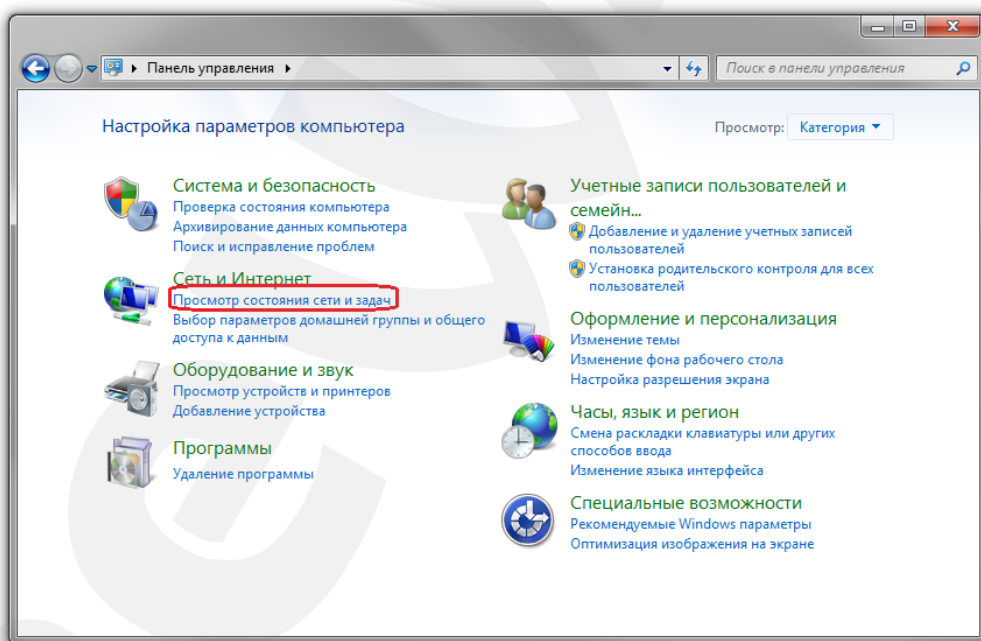 Панель управления
Поиск в панели управления
Настройка параметров компьютера
Просмотр: Категория
Система и безопасность
Проверка состояния компьютера
Архивирование данных компьютера
Поиск и исправление проблем
Сеть и Интернет
Просмотр состояния сети и задач
Выбор параметров домашней группы и общего
доступа к данным
Оборудование и звук
Просмотр устройств и принтеров
Добавление устройства
Программы
Удаление программы
Учетные записи пользователей и
семейн...
Добавление и удаление учетных записей
пользователей
Установка родительского контроля для всех
пользователей
Оформление и персонализация
Изменение темы
Изменение фона рабочего стола
Настройка разрешения экрана
Часы, язык и регион
Смена раскладки клавиатуры или других
способов ввода
Изменение языка интерфейса
Специальные возможности
Рекомендуемые Windows параметры
Оптимизация изображения на экране